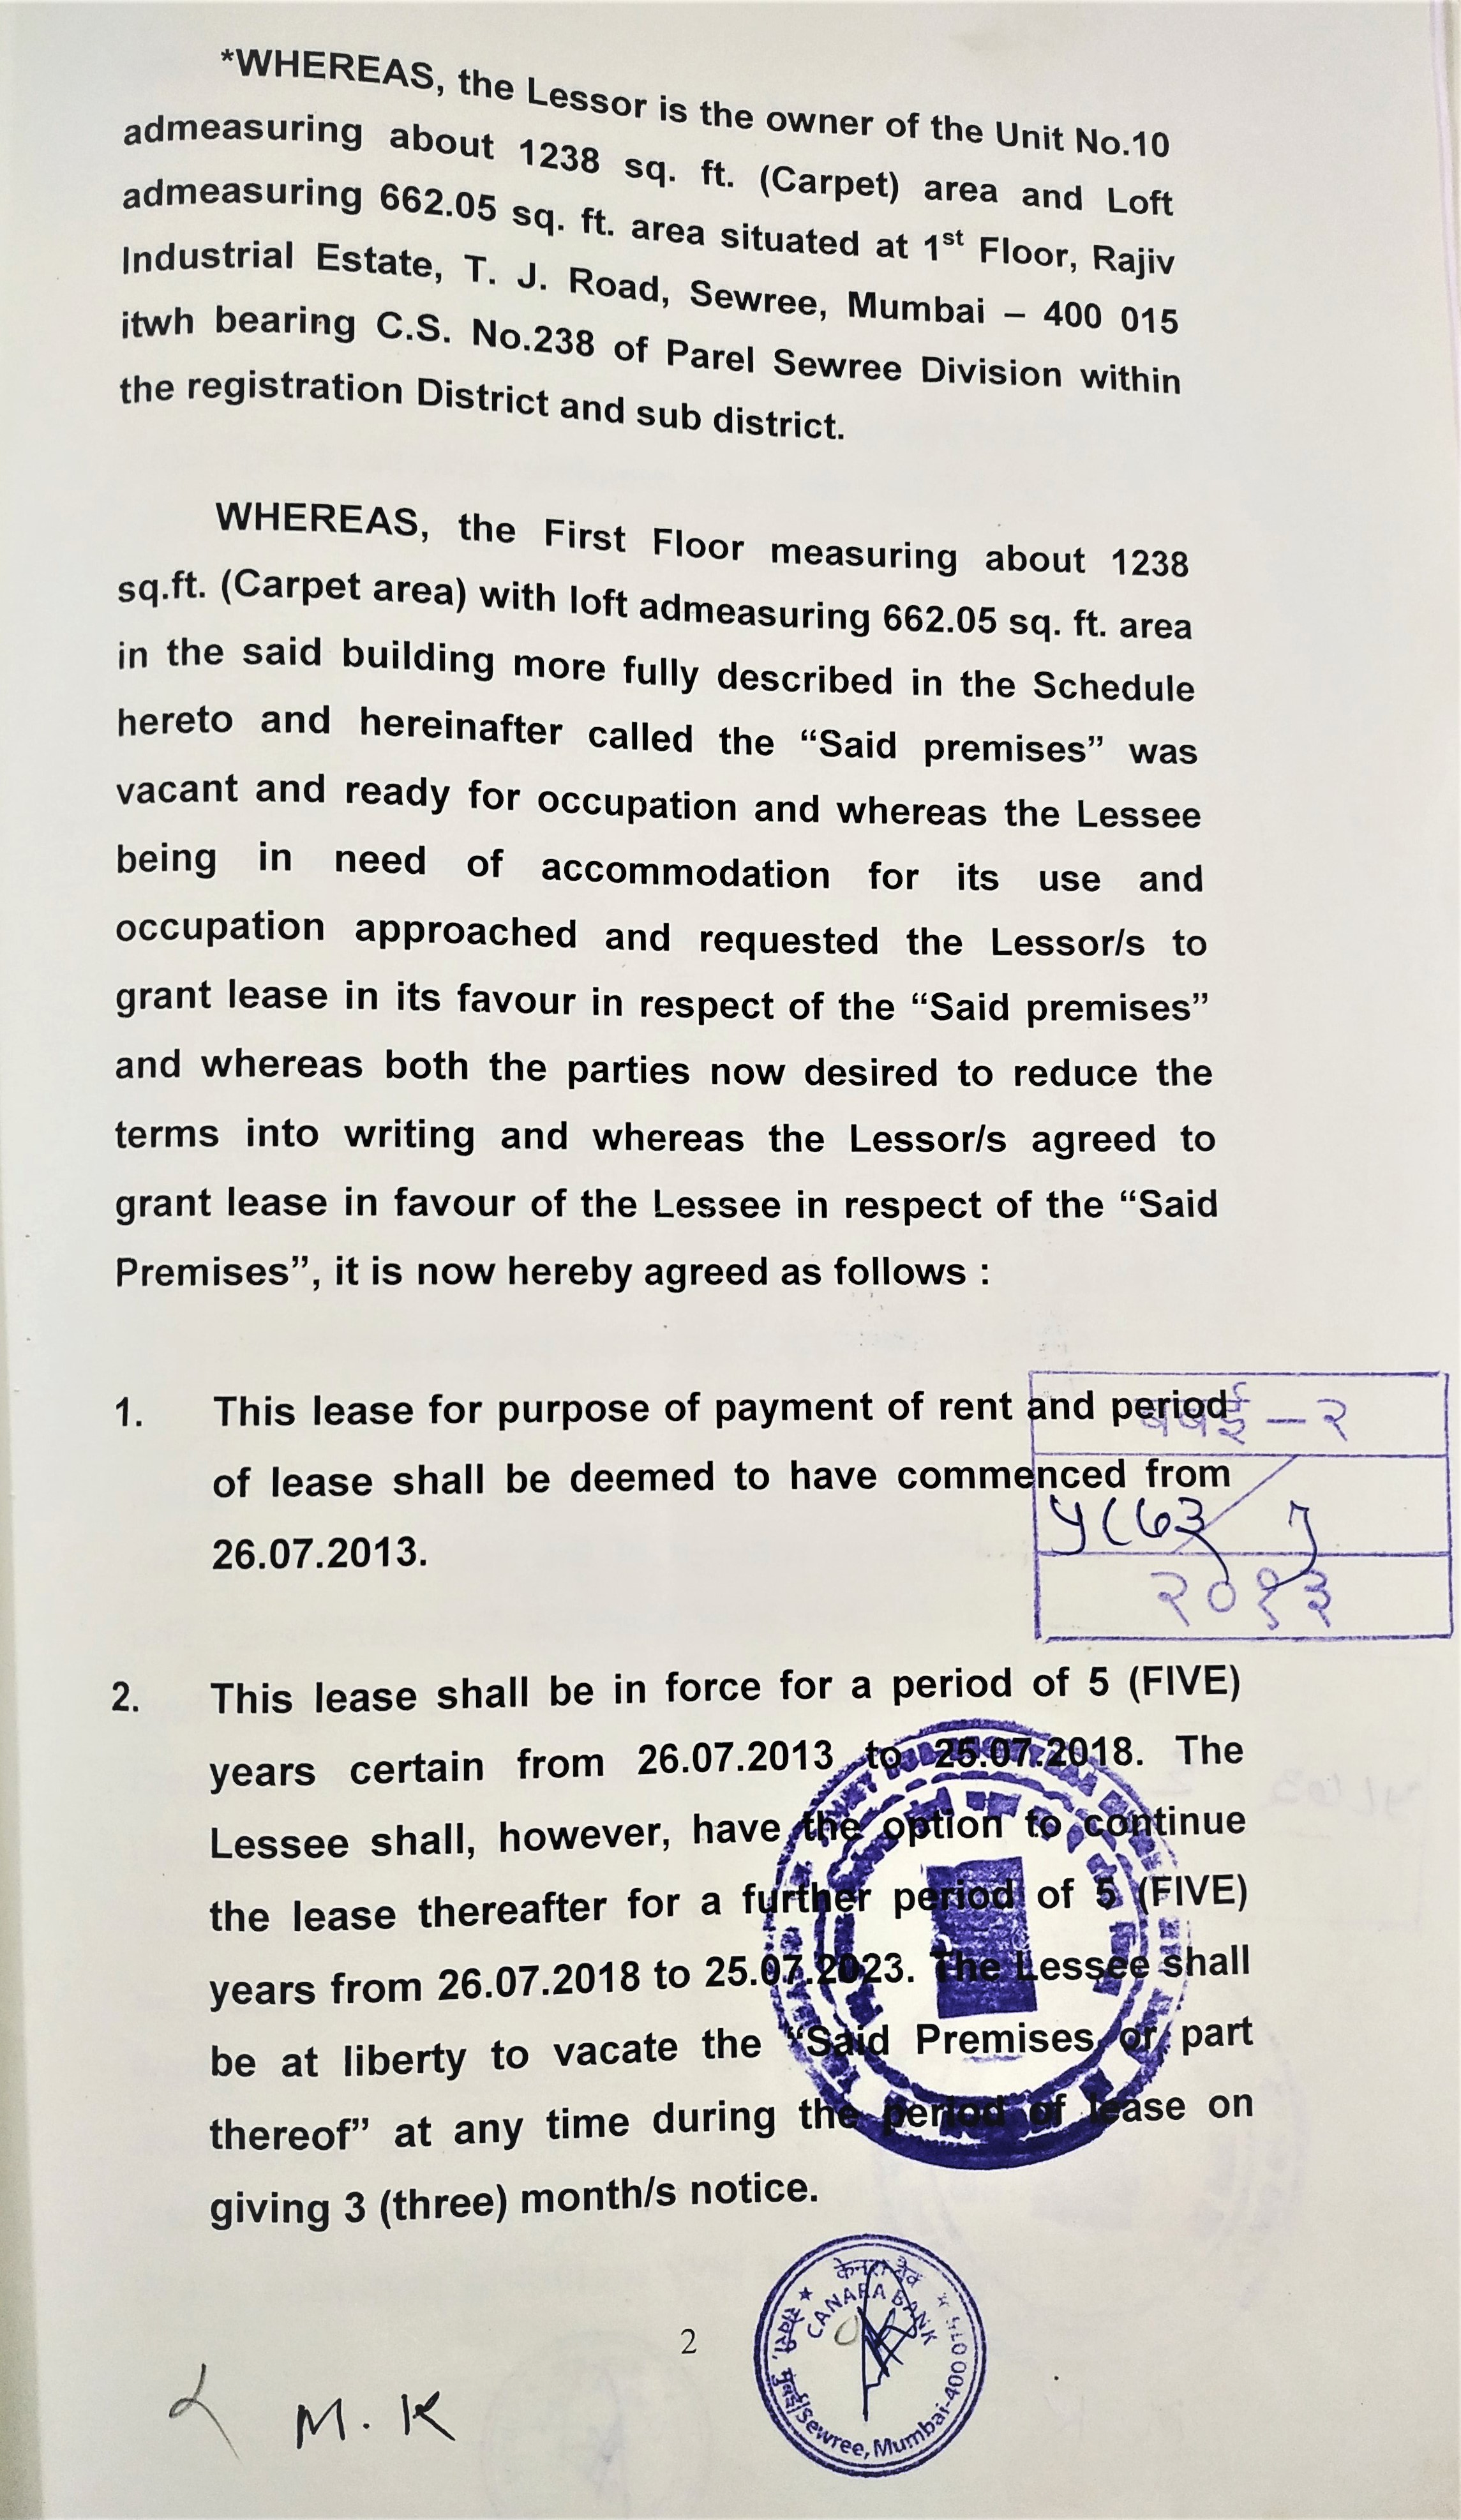 *WHEREAS, the Lessor is the owner of the Unit No.10
admeasuring about 1238 sq. ft. (Carpet) area and Loft
admeasuring 662.05 sq. ft. area situated at 1st Floor, Rajiv
Industrial Estate, T. J. Road, Sewree, Mumbai – 400 015
itwh bearing C.S. No.238 of Parel Sewree Division within
the registration District and sub district.
WHEREAS, the First Floor measuring about 1238
sq.ft. (Carpet area) with loft admeasuring 662.05 sq. ft. area
in the said building more fully described in the Schedule
hereto and hereinafter called the “Said premises” was
vacant and ready for occupation and whereas the Lessee
being in need of accommodation for its use and
occupation approached and requested the Lessor/s to
grant lease in its favour in respect of the “Said premises”
and whereas both the parties now desired to reduce the
terms into writing and whereas the Lessor/s agreed to
grant lease in favour of the Lessee in respect of the “Said
Premises”, it is now hereby agreed as follows :
1. This lease for purpose of payment of rent and period
बबई – २
of lease shall be deemed to have commenced from
26.07.2013.
२०१३
2. This lease shall be in force for a period of 5 (FIVE)
years certain from 26.07.2013 to 25.07.2018. The
Lessee shall, however, have the option to continue
the lease thereafter for a further period of 5 (FIVE)
years from 26.07.2018 to 25.07.2023. The Lessee shall
be at liberty to vacate the “Said Premises or part
thereof” at any time during the period of lease on
giving 3 (three) month/s notice.
2
केनरा बैंक
CANARA BANK
Sewree, Mumbai-400 015
M. K